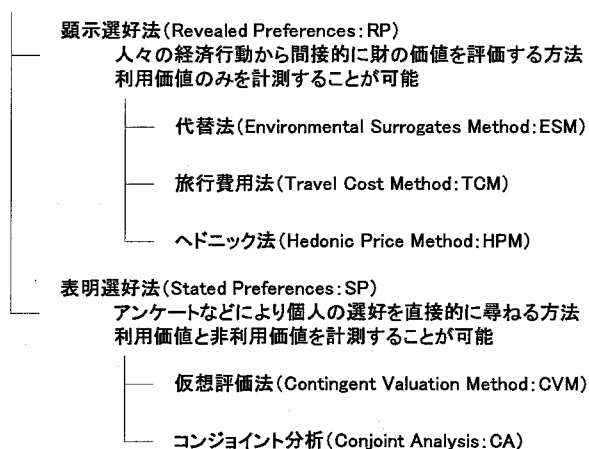 顕示選好法(Revealed Preferences:RP)
人々の経済行動から間接的に財の価値を評価する方法
利用価値のみを計測することが可能
代替法(Environmental Surrogates Method:ESM)
旅行費用法(Travel Cost Method:TCM)
ヘドニック法(Hedonic Price Method:HPM)
表明選好法(Stated Preferences:SP)
アンケートなどにより個人の選好を直接的に尋ねる方法
利用価値と非利用価値を計測することが可能
仮想評価法(Contingent Valuation Method:CVM)
コンジョイント分析(Conjoint Analysis:CA)